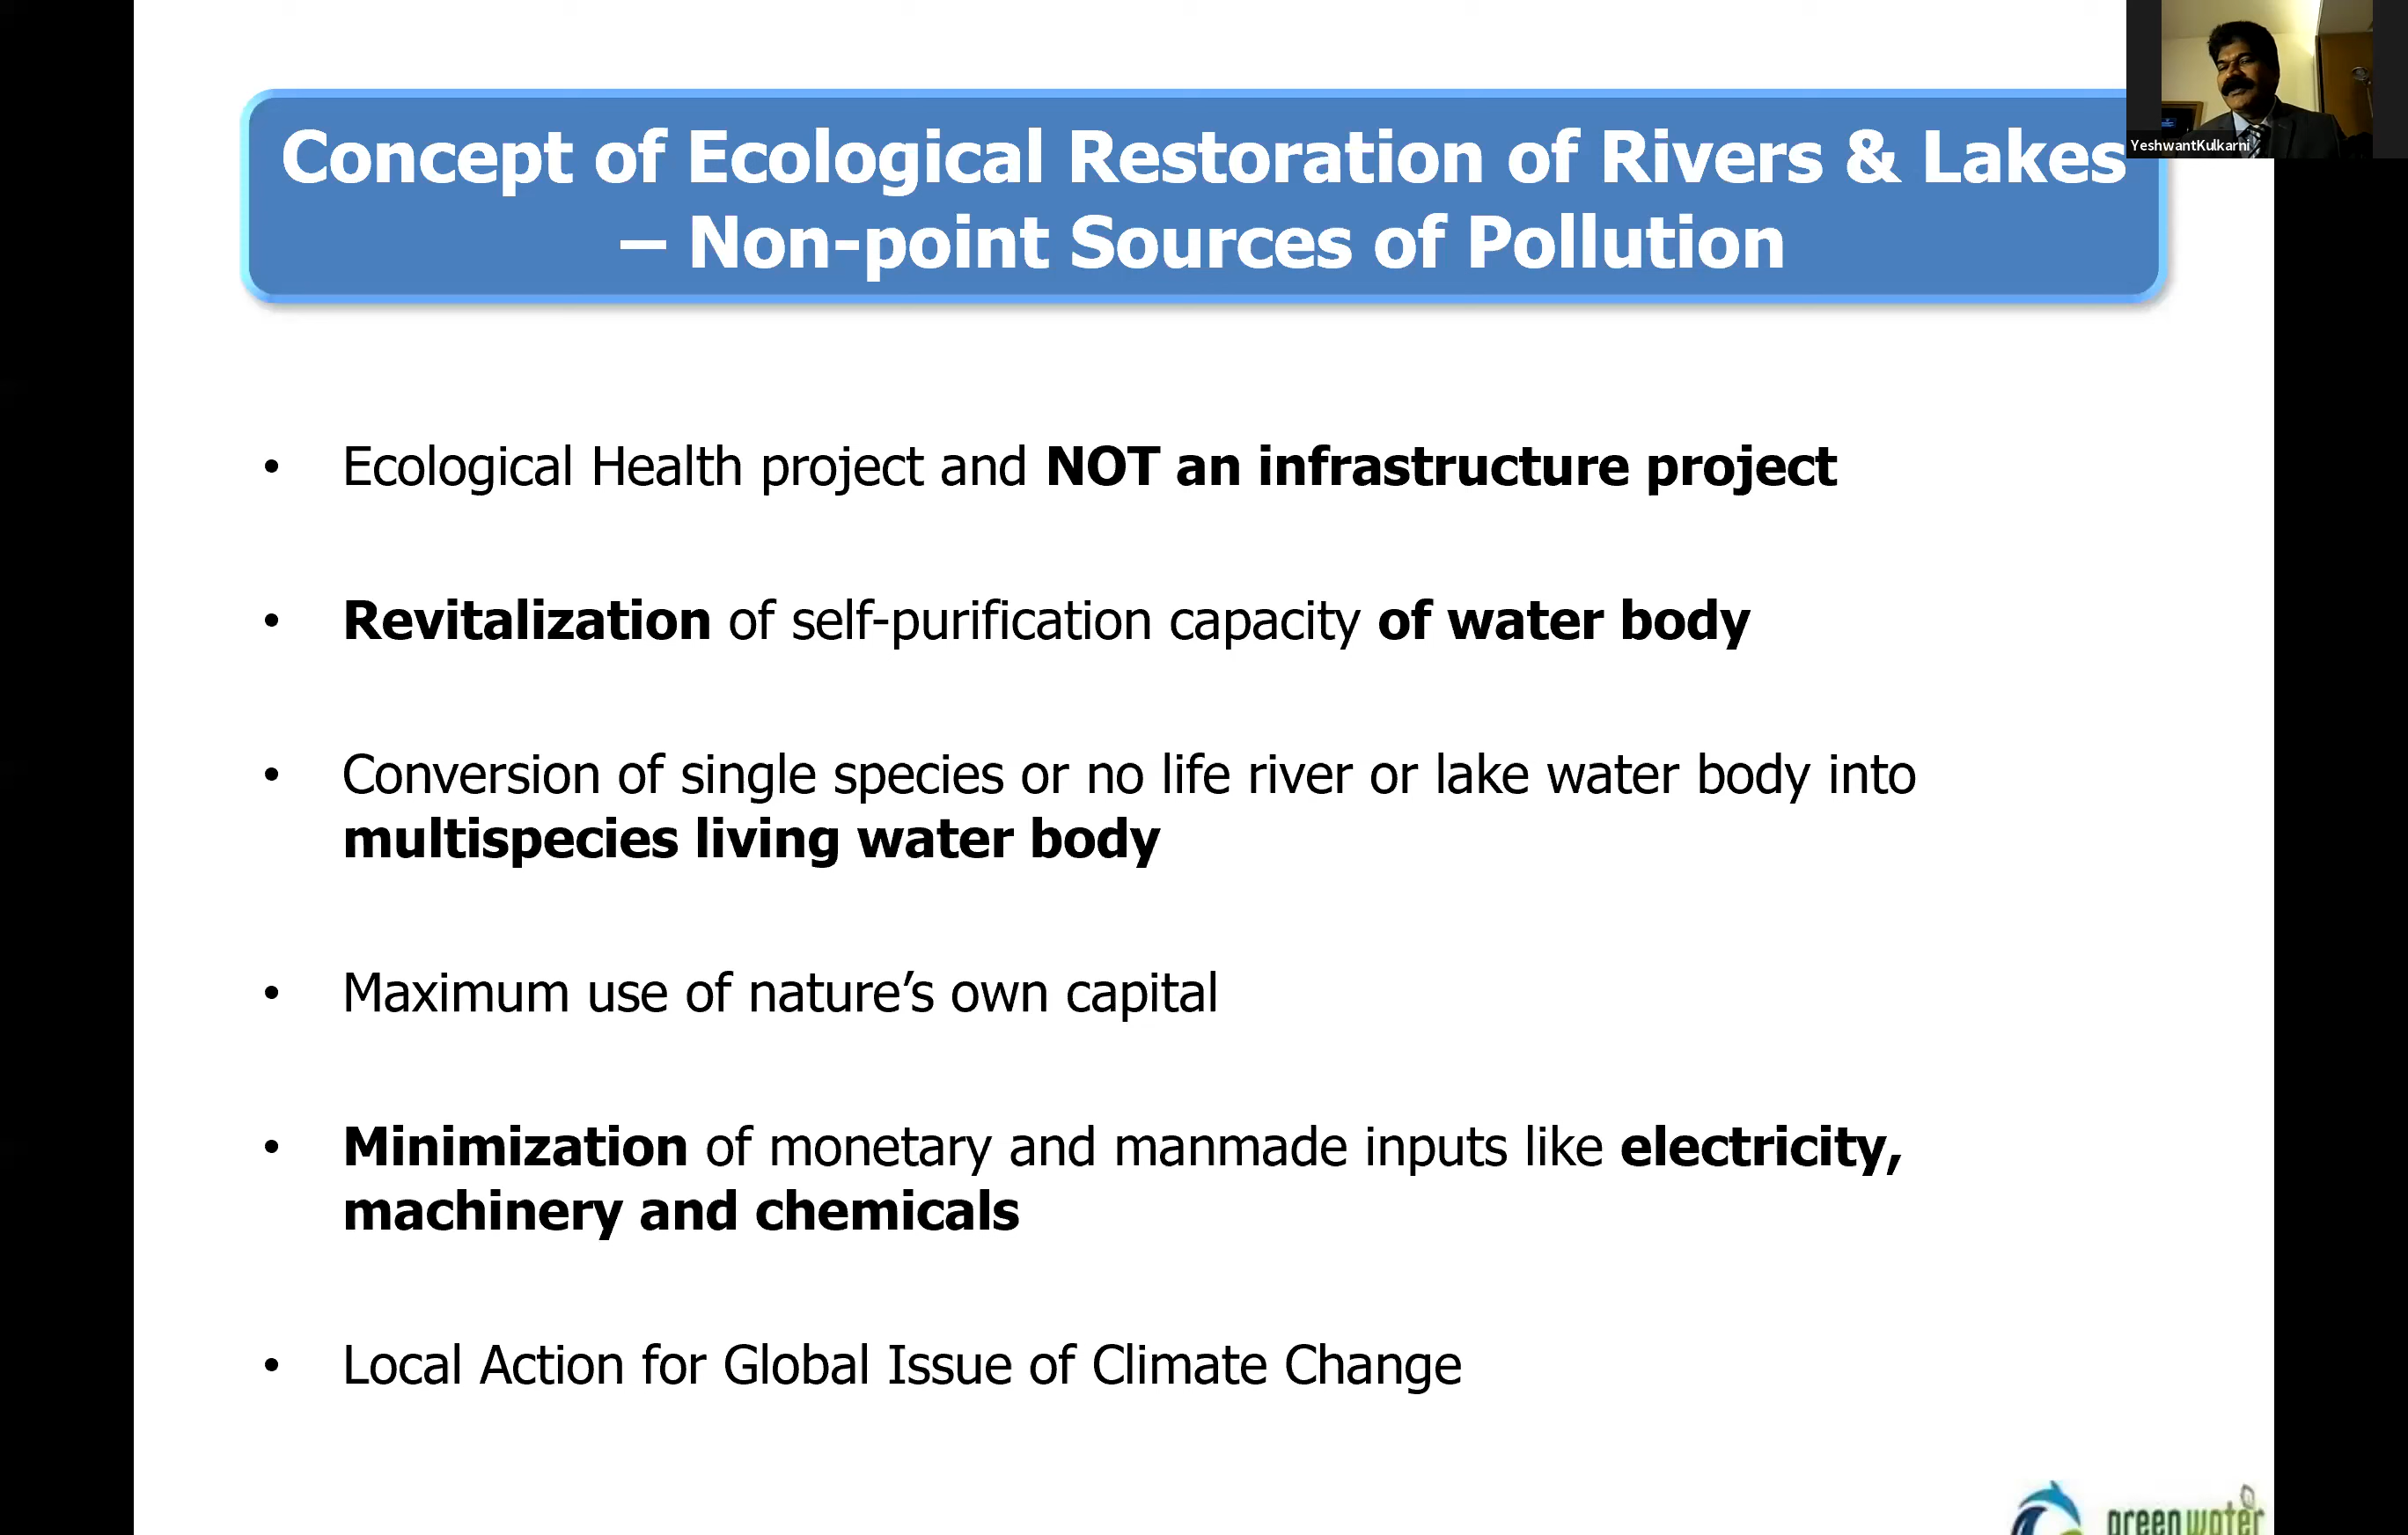 Concept of Ecological Restoration of Rivers & Lakes
– Non-point Sources of Pollution
YeshwantKulkarni
• Ecological Health project and NOT an infrastructure project
• Revitalization of self-purification capacity of water body
• Conversion of single species or no life river or lake water body into
multispecies living water body
• Maximum use of nature’s own capital
• Minimization of monetary and manmade inputs like electricity,
machinery and chemicals
• Local Action for Global Issue of Climate Change
greenwater